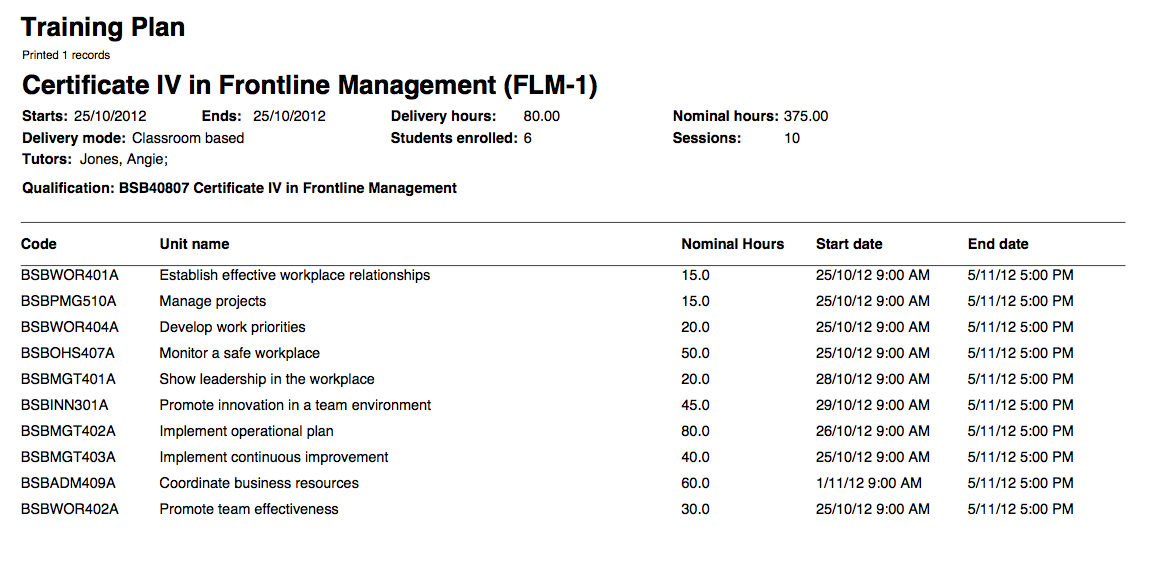 Training Plan
Printed 1 records
Certificate IV in Frontline Management (FLM-1)
Starts: 25/10/2012 Ends: 25/10/2012 Delivery hours: 80.00 Nominal hours: 375.00
Delivery mode: Classroom based Students enrolled: 6 Sessions: 10
Tutors: Jones, Angie;
Qualification: BSB40807 Certificate IV in Frontline Management
Code Unit name Nominal Hours Start date End date
BSBWOR401A Establish effective workplace relationships 15.0 25/10/12 9:00 AM 5/11/12 5:00 PM
BSBPMG510A Manage projects 15.0 25/10/12 9:00 AM 5/11/12 5:00 PM
BSBWOR404A Develop work priorities 20.0 25/10/12 9:00 AM 5/11/12 5:00 PM
BSBOHS407A Monitor a safe workplace 50.0 25/10/12 9:00 AM 5/11/12 5:00 PM
BSBMGT401A Show leadership in the workplace 20.0 28/10/12 9:00 AM 5/11/12 5:00 PM
BSBINN301A Promote innovation in a team environment 45.0 29/10/12 9:00 AM 5/11/12 5:00 PM
BSBMGT402A Implement operational plan 80.0 26/10/12 9:00 AM 5/11/12 5:00 PM
BSBMGT403A Implement continuous improvement 40.0 25/10/12 9:00 AM 5/11/12 5:00 PM
BSBADM409A Coordinate business resources 60.0 1/11/12 9:00 AM 5/11/12 5:00 PM
BSBWOR402A Promote team effectiveness 30.0 25/10/12 9:00 AM 5/11/12 5:00 PM